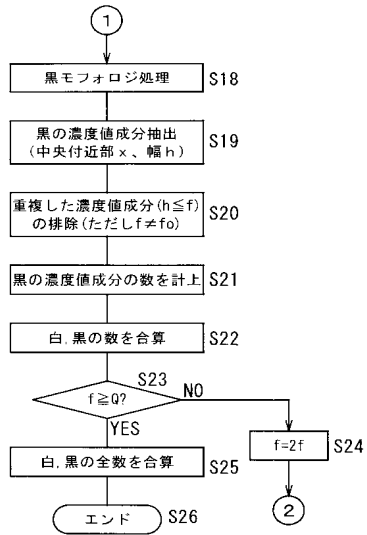 1
黒モフォロジ処理
S18
黒の濃度値成分抽出
(中央付近部x、幅h)
S19
重複した濃度値成分(h≦f)
の排除(ただしf≠fo)
S20
黒の濃度値成分の数を計上
S21
白,黒の数を合算
S22
S23
f≧Q?
NO
YES
f=2f
S24
白,黒の全数を合算
S25
2
エンド
S26